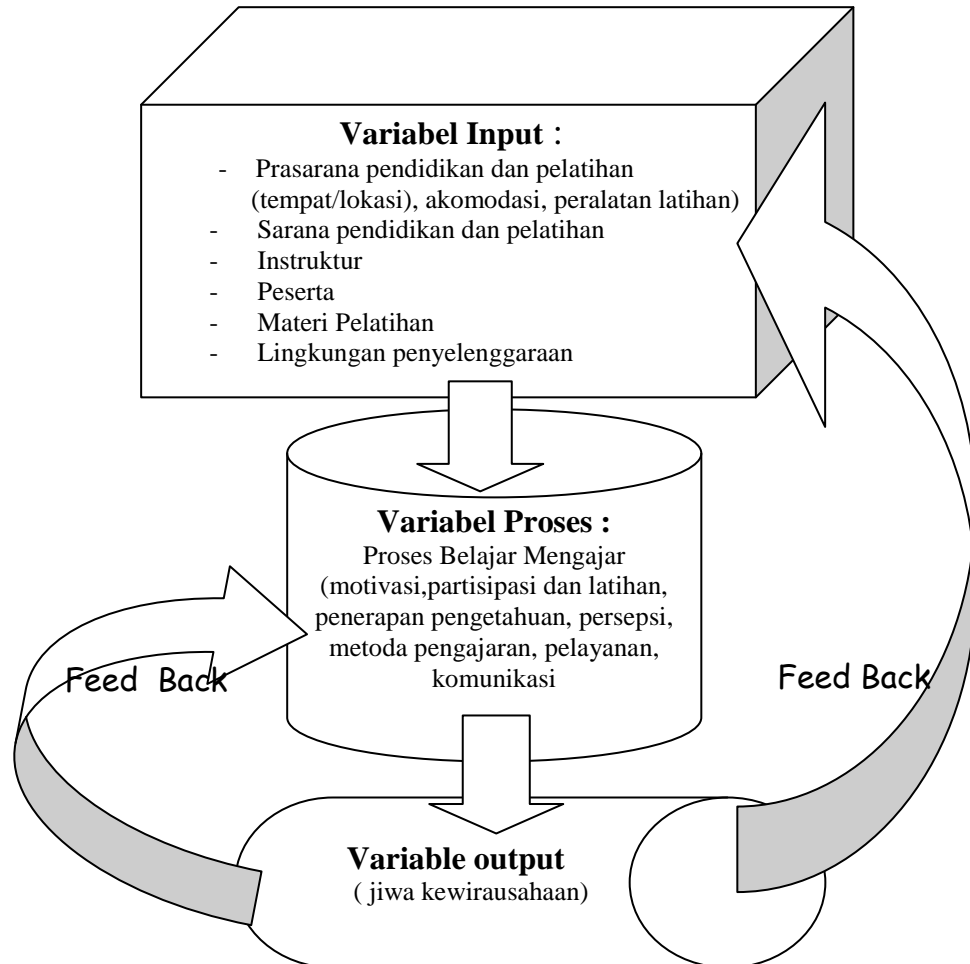 Variabel Input :
- Prasarana pendidikan dan pelatihan
(tempat/lokasi), akomodasi, peralatan latihan)
- Sarana pendidikan dan pelatihan
- Instruktur
- Peserta
- Materi Pelatihan
- Lingkungan penyelenggaraan
Variabel Proses :
Proses Belajar Mengajar
(motivasi,partisipasi dan latihan,
penerapan pengetahuan, persepsi,
metoda pengajaran, pelayanan,
komunikasi
Feed Back
Feed Back
Variable output
( jiwa kewirausahaan)